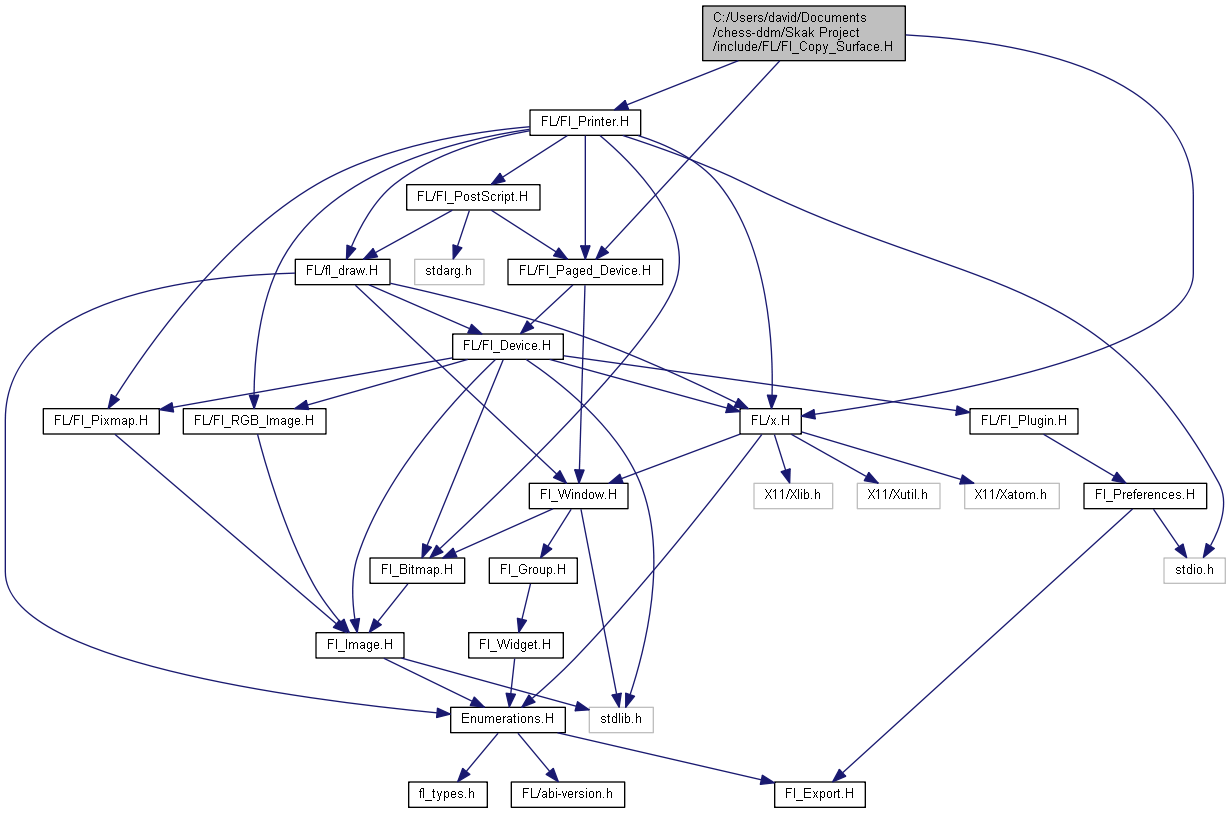 C:/Users/david/Documents
/chess-ddm/Skak Project
/include/FL/Fl_Copy_Surface.H
FL/Fl_Printer.H
FL/Fl_PostScript.H
FL/fl_draw.H
stdarg.h
FL/Fl_Paged_Device.H
FL/Fl_Device.H
FL/Fl_Pixmap.H
FL/Fl_RGB_Image.H
FL/x.H
FL/Fl_Plugin.H
Fl_Window.H
X11/Xlib.h
X11/Xutil.h
X11/Xatom.h
Fl_Preferences.H
Fl_Bitmap.H
Fl_Group.H
stdio.h
Fl_Image.H
Fl_Widget.H
Enumerations.H
stdlib.h
fl_types.h
FL/abi-version.h
Fl_Export.H